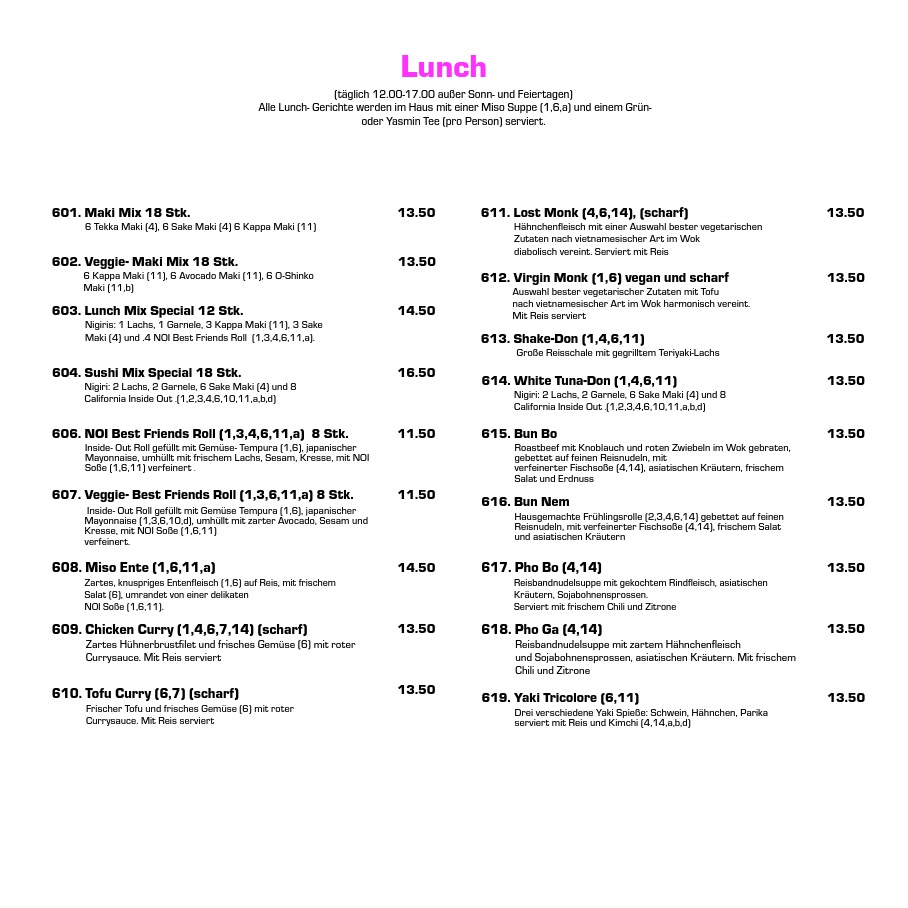 Lunch
(täglich 12.00-17.00 außer Sonn- und Feiertagen)
Alle Lunch- Gerichte werden im Haus mit einer Miso Suppe (1,6,a) und einem Grün-
oder Yasmin Tee (pro Person) serviert.
601. Maki Mix 18 Stk. 13.50
6 Tekka Maki (4), 6 Sake Maki (4) 6 Kappa Maki (11)
602. Veggie- Maki Mix 18 Stk. 13.50
6 Kappa Maki (11), 6 Avocado Maki (11), 6 O-Shinko
Maki (11,b)
603. Lunch Mix Special 12 Stk. 14.50
Nigiris: 1 Lachs, 1 Garnele, 3 Kappa Maki (11), 3 Sake
Maki (4) und .4 NOI Best Friends Roll (1,3,4,6,11,a).
604. Sushi Mix Special 18 Stk. 16.50
Nigiri: 2 Lachs, 2 Garnele, 6 Sake Maki (4) und 8
California Inside Out .(1,2,3,4,6,10,11,a,b,d)
606. NOI Best Friends Roll (1,3,4,6,11,a) 8 Stk. 11.50
Inside- Out Roll gefüllt mit Gemüse- Tempura (1,6), japanischer
Mayonnaise, umhüllt mit frischem Lachs, Sesam, Kresse, mit NOI
Soße (1,6,11) verfeinert .
607. Veggie- Best Friends Roll (1,3,6,11,a) 8 Stk. 11.50
Inside- Out Roll gefüllt mit Gemüse Tempura (1,6), japanischer
Mayonnaise (1,3,6,10,d), umhüllt mit zarter Avocado, Sesam und
Kresse, mit NOI Soße (1,6,11)
verfeinert.
608. Miso Ente (1,6,11,a) 14.50
Zartes, knuspriges Entenfleisch (1,6) auf Reis, mit frischem
Salat (6), umrandet von einer delikaten
NOI Soße (1,6,11).
609. Chicken Curry (1,4,6,7,14) (scharf) 13.50
Zartes Hühnerbrustfilet und frisches Gemüse (6) mit roter
Currysauce. Mit Reis serviert
610. Tofu Curry (6,7) (scharf) 13.50
Frischer Tofu und frisches Gemüse (6) mit roter
Currysauce. Mit Reis serviert
611. Lost Monk (4,6,14), (scharf) 13.50
Hähnchenfleisch mit einer Auswahl bester vegetarischen
Zutaten nach vietnamesischer Art im Wok
diabolisch vereint. Serviert mit Reis
612. Virgin Monk (1,6) vegan und scharf 13.50
Auswahl bester vegetarischer Zutaten mit Tofu
nach vietnamesischer Art im Wok harmonisch vereint.
Mit Reis serviert
613. Shake-Don (1,4,6,11) 13.50
Große Reisschale mit gegrilltem Teriyaki-Lachs
614. White Tuna-Don (1,4,6,11) 13.50
Nigiri: 2 Lachs, 2 Garnele, 6 Sake Maki (4) und 8
California Inside Out .(1,2,3,4,6,10,11,a,b,d)
615. Bun Bo 13.50
Roastbeef mit Knoblauch und roten Zwiebeln im Wok gebraten,
gebettet auf feinen Reisnudeln, mit
verfeinerter Fischsoße (4,14), asiatischen Kräutern, frischem
Salat und Erdnuss
616. Bun Nem 13.50
Hausgemachte Frühlingsrolle (2,3,4,6,14) gebettet auf feinen
Reisnudeln, mit verfeinerter Fischsoße (4,14), frischem Salat
und asiatischen Kräutern
617. Pho Bo (4,14) 13.50
Reisbandnudelsuppe mit gekochtem Rindfleisch, asiatischen
Kräutern, Sojabohnensprossen.
Serviert mit frischem Chili und Zitrone
618. Pho Ga (4,14) 13.50
Reisbandnudelsuppe mit zartem Hähnchenfleisch
und Sojabohnensprossen, asiatischen Kräutern. Mit frischem
Chili und Zitrone
619. Yaki Tricolore (6,11) 13.50
Drei verschiedene Yaki Spieße: Schwein, Hähnchen, Parika
serviert mit Reis und Kimchi (4,14,a,b,d)